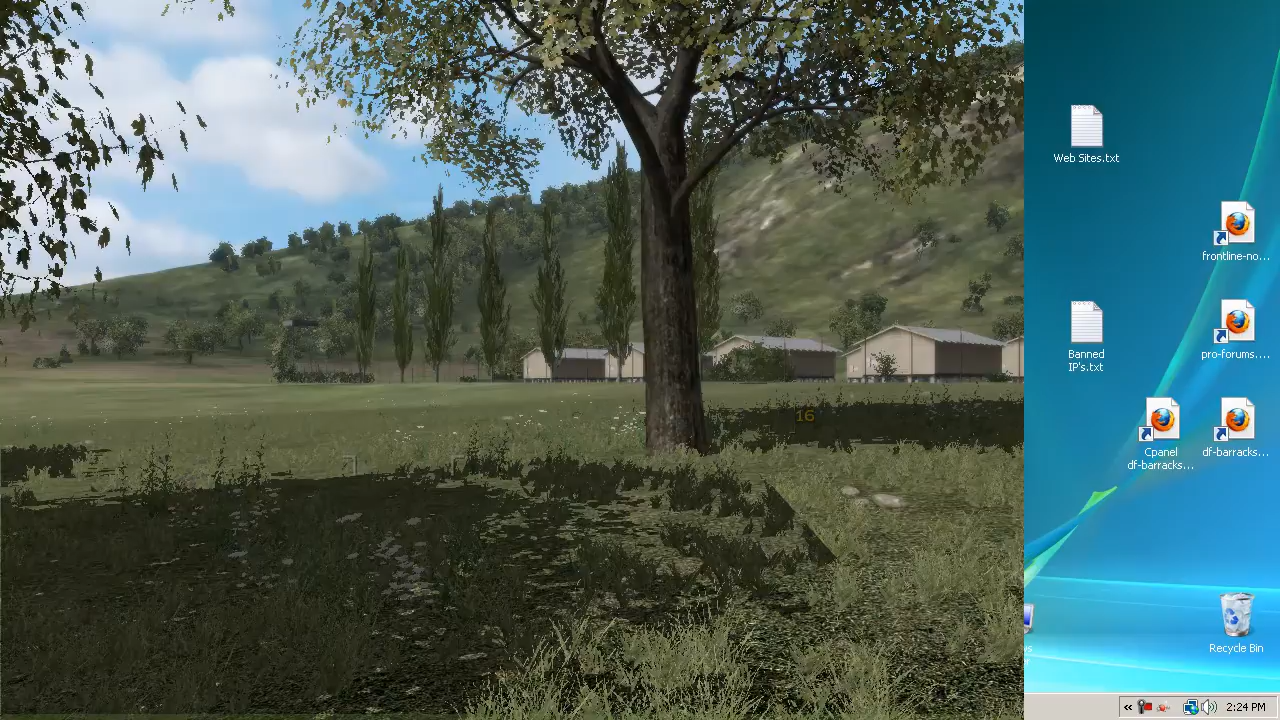 Web Sites.txt
frontline-no...
Banned
IP's.txt
pro-forums....
16
Cpanel
df-barracks...
df-barracks...
Recycle Bin
«
2:24 PM